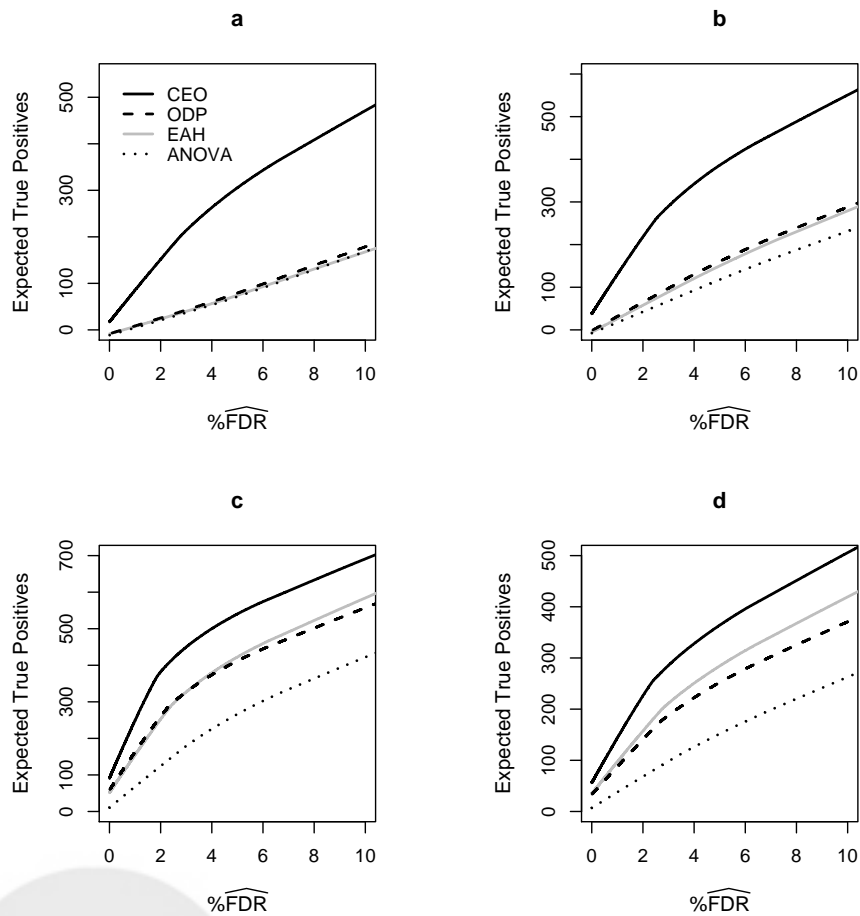 a
Expected True Positives
0 100 300 500
CEO
ODP
EAH
ANOVA
0 2 4 6 8 10
%FDR
b
Expected True Positives
0 100 300 500
0 2 4 6 8 10
%FDR
c
Expected True Positives
0 100 300 500 700
0 2 4 6 8 10
%FDR
d
Expected True Positives
0 100 200 300 400 500
0 2 4 6 8 10
%FDR